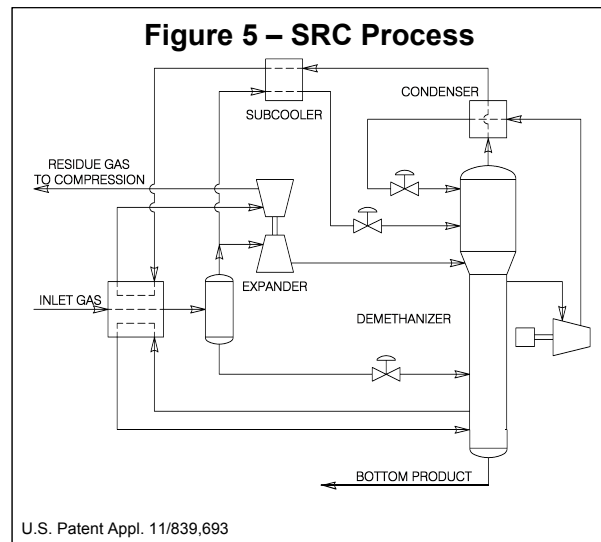 Figure 5 – SRC Process
CONDENSER
SUBCOOLER
RESIDUE GAS
TO COMPRESSION
EXPANDER
INLET GAS
DEMETHANIZER
BOTTOM PRODUCT
U.S. Patent Appl. 11/839,693